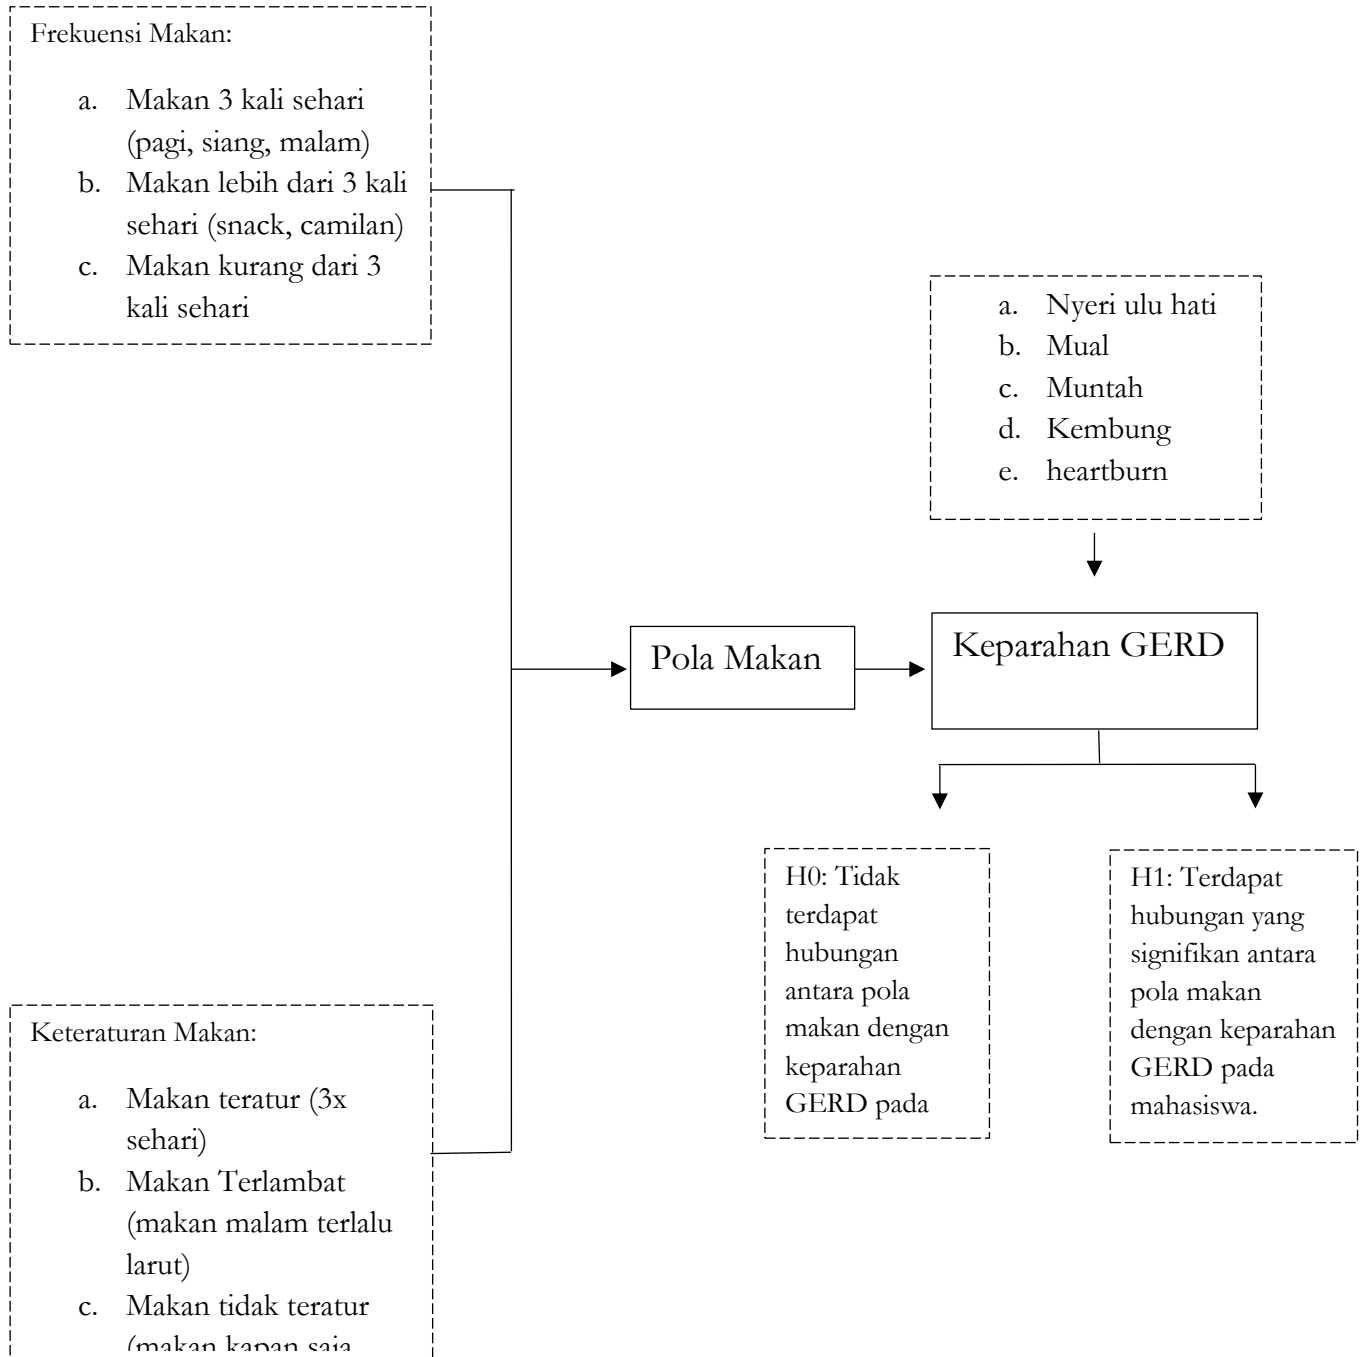 Frekuensi Makan:
a. Makan 3 kali sehari
(pagi, siang, malam)
b. Makan lebih dari 3 kali
sehari (snack, camilan)
c. Makan kurang dari 3
kali sehari
a. Nyeri ulu hati
b. Mual
c. Muntah
d. Kembung
e. heartburn
Pola Makan
Keparahan GERD
H0: Tidak
terdapat
hubungan
antara pola
makan dengan
keparahan
GERD pada
H1: Terdapat
hubungan yang
signifikan antara
pola makan
dengan keparahan
GERD pada
mahasiswa.
Keteraturan Makan:
a. Makan teratur (3x
sehari)
b. Makan Terlambat
(makan malam terlalu
larut)
c. Makan tidak teratur
(makan kapan saja